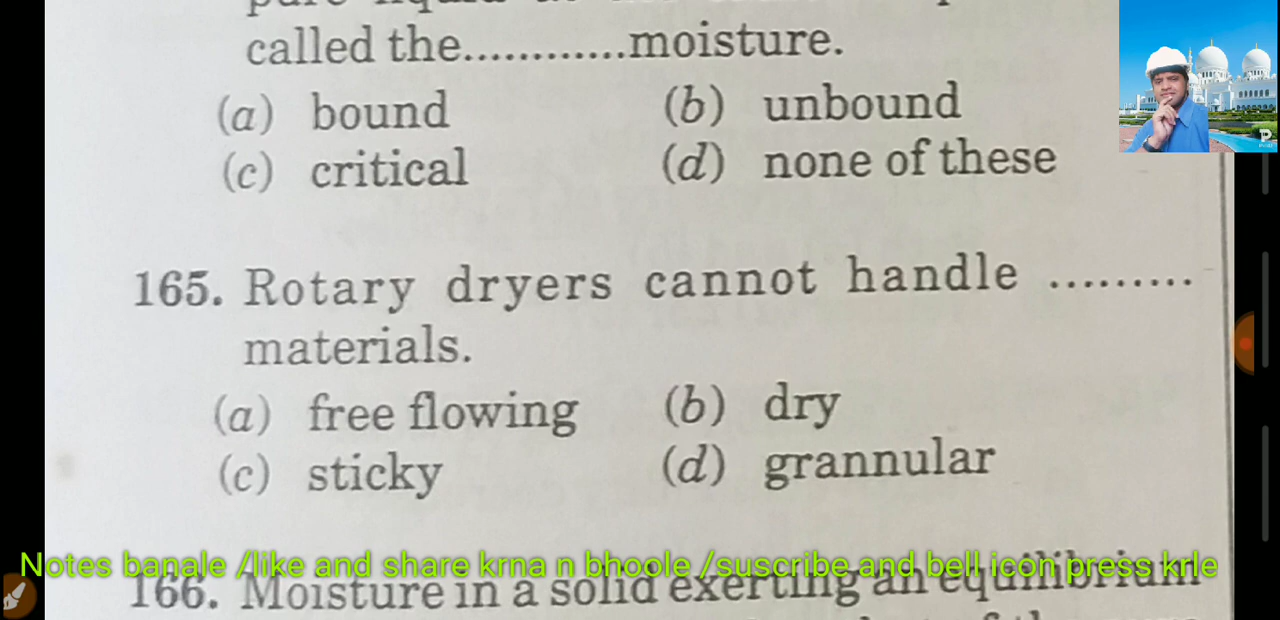 called the............moisture.
(a) bound (b) unbound
(c) critical (d) none of these
165. Rotary dryers cannot handle .........
materials.
(a) free flowing (b) dry
(c) sticky (d) grannular
Notes banale /like and share krna n bhoole /suscribe and bell icon press krle
166. Moisture in a solid exerting an equilibrium